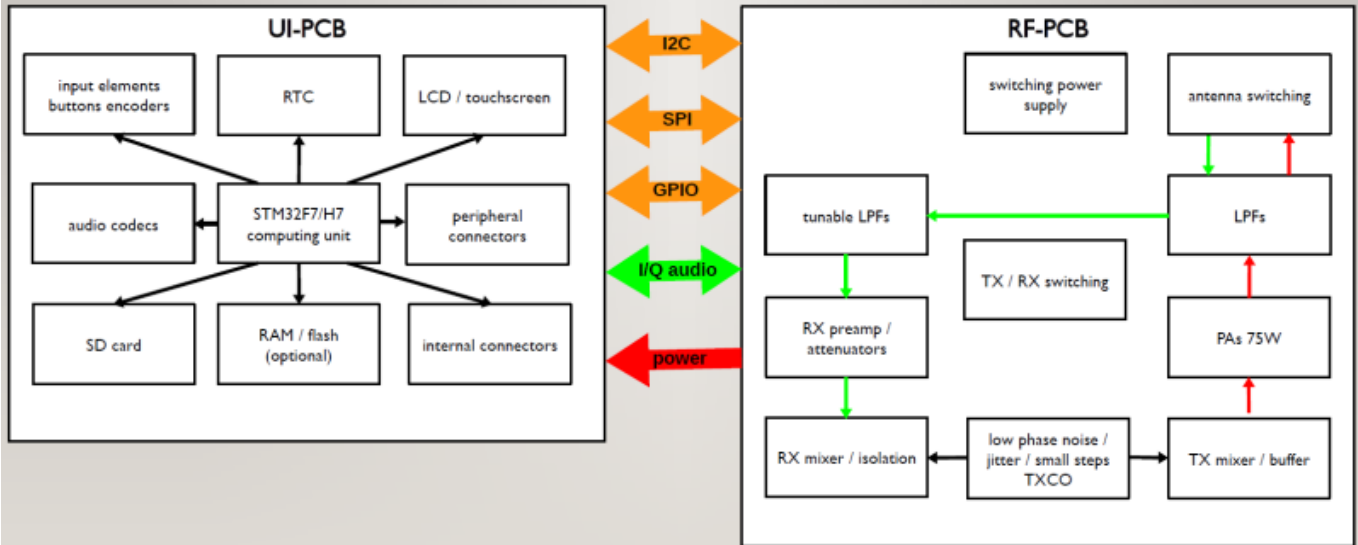 UI-PCB
input elements
buttons encoders
RTC
LCD / touchscreen
audio codecs
STM32F7/H7
computing unit
peripheral
connectors
SD card
RAM / flash
(optional)
internal connectors
I2C
SPI
GPIO
I/Q audio
power
RF-PCB
switching power
supply
antenna switching
tunable LPFs
LPFs
TX / RX switching
RX preamp /
attenuators
PAs 75W
RX mixer / isolation
low phase noise /
jitter / small steps
TXCO
TX mixer / buffer